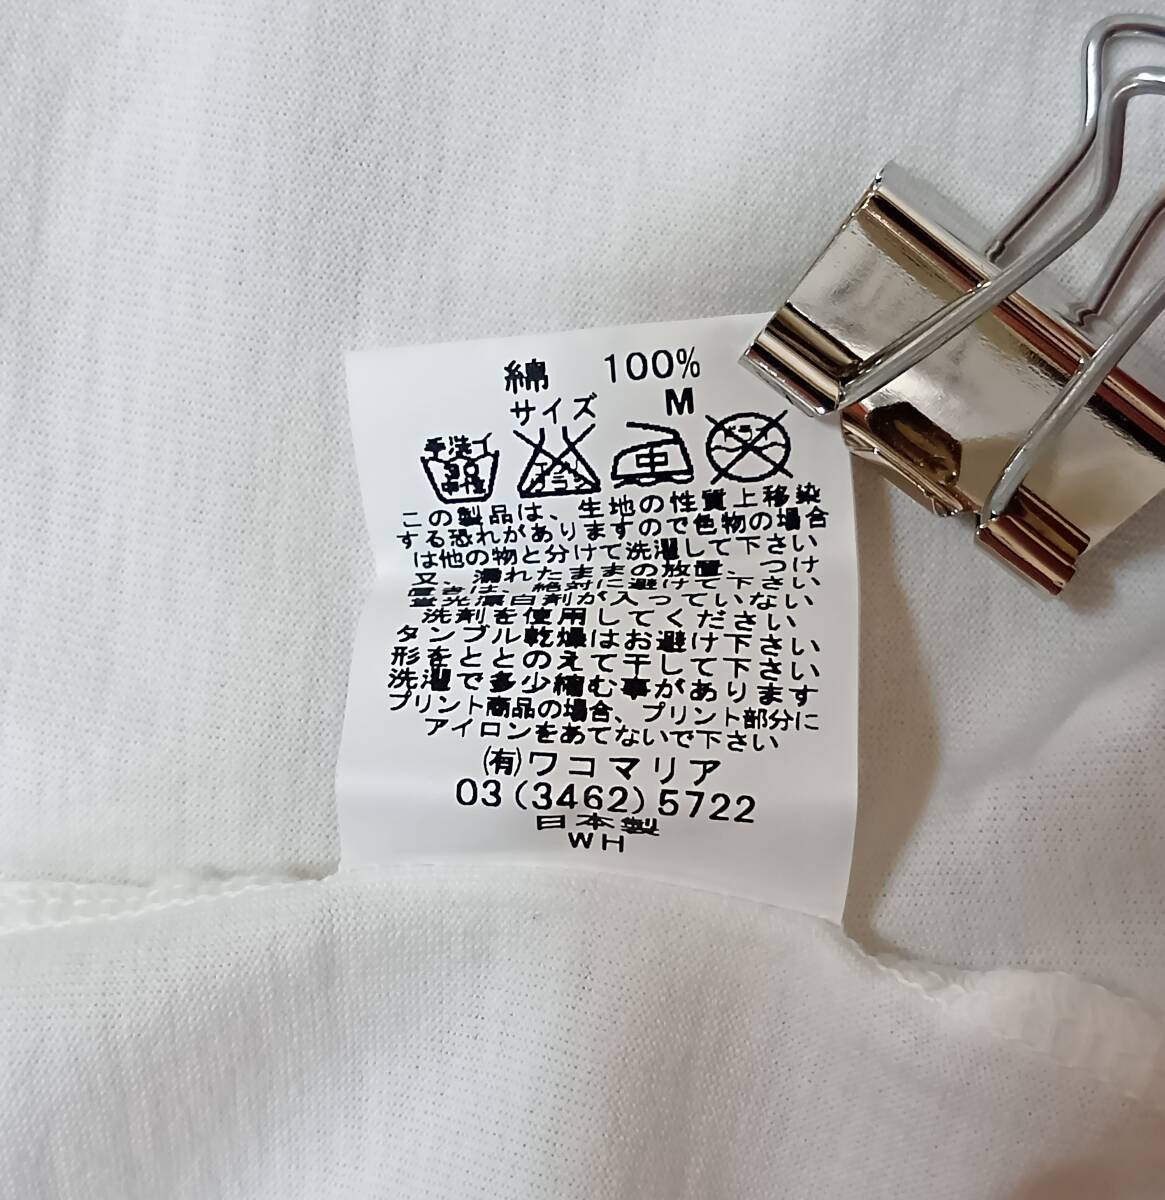 綿 100%
サイズ M
手洗イ 中 ドライ
この製品は、生地の性質上移染
する恐れがありますので色物の場合
は他の物と分けて洗濯して下さい
又、濡れたままの放置、つけ
置きは、絶対に避けて下さい
蛍光漂白剤が入っていない
洗剤を使用してください
タンブル乾燥はお避け下さい
形をととのえて干して下さい
洗濯で多少縮む事があります
プリント商品の場合、プリント部分に
アイロンをあてないで下さい
(有)ワコマリア
03(3462)5722
日本製
WH